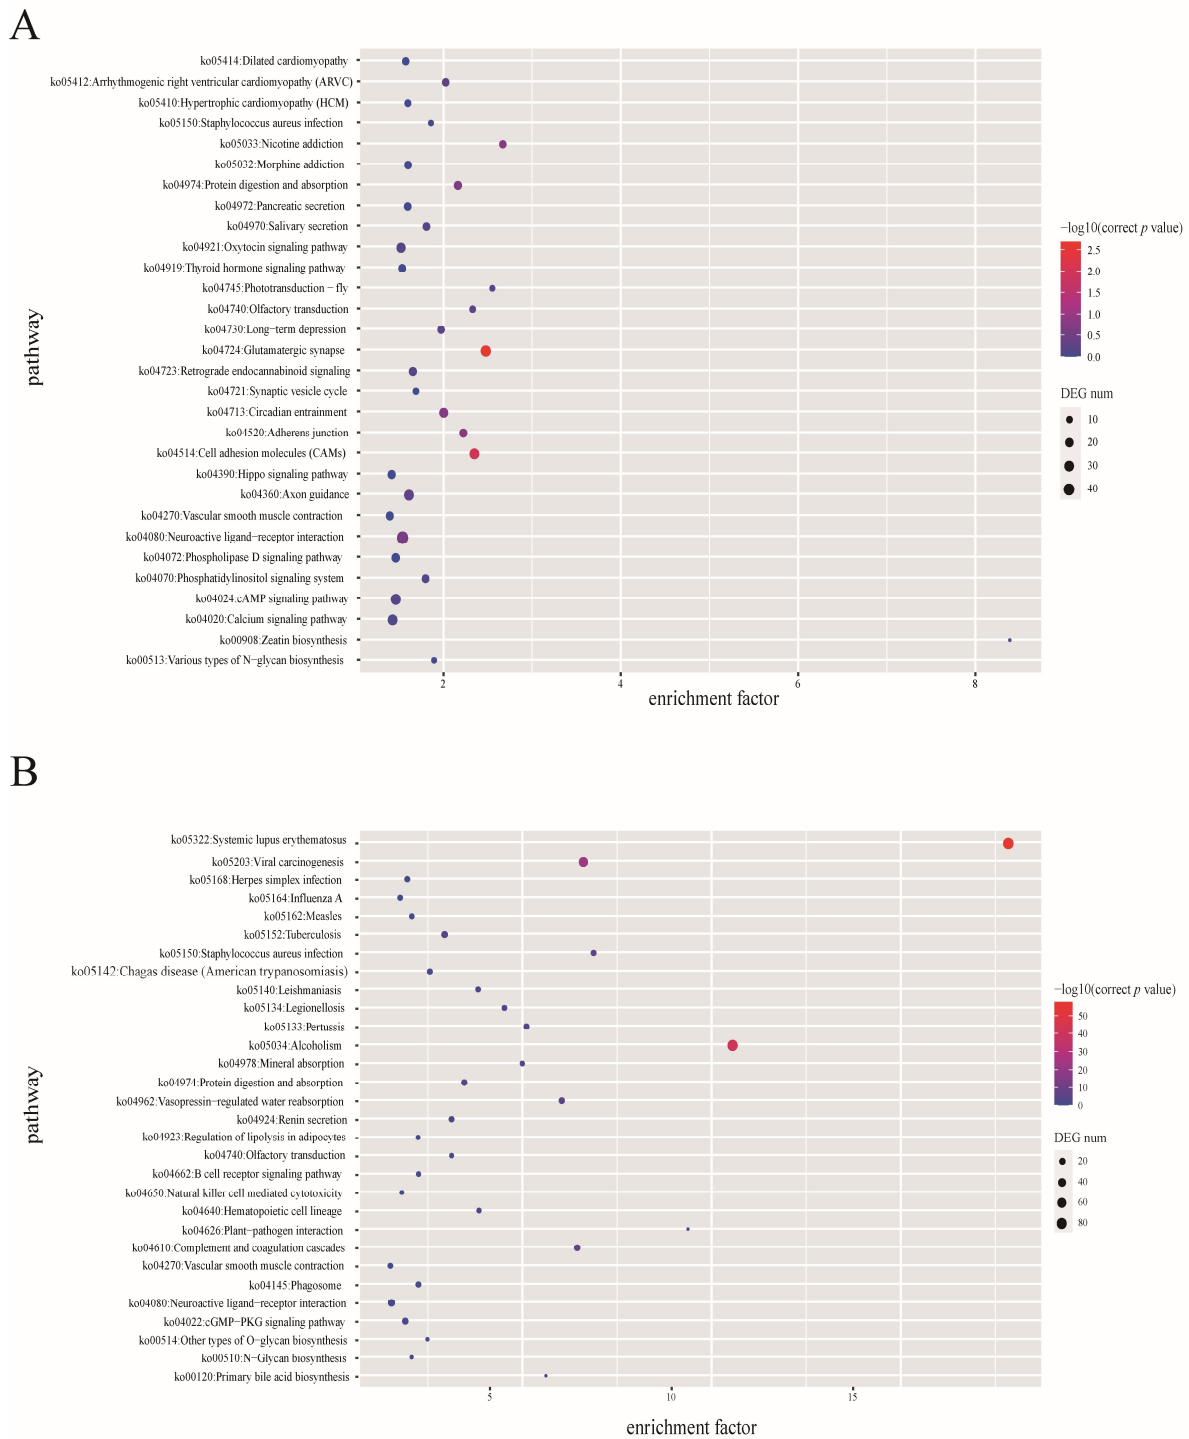 A
ko05414:Dilated cardiomyopathy
ko05412:Arrhythmogenic right ventricular cardiomyopathy (ARVC)
ko05410:Hypertrophic cardiomyopathy (HCM)
ko05150:Staphylococcus aureus infection
ko05033:Nicotine addiction
ko05032:Morphine addiction
ko04974:Protein digestion and absorption
ko04972:Pancreatic secretion
ko04970:Salivary secretion
ko04921:Oxytocin signaling pathway
ko04919:Thyroid hormone signaling pathway
ko04745:Phototransduction − fly
ko04740:Olfactory transduction
ko04730:Long−term depression
ko04724:Glutamatergic synapse
ko04723:Retrograde endocannabinoid signaling
ko04721:Synaptic vesicle cycle
ko04713:Circadian entrainment
ko04520:Adherens junction
ko04514:Cell adhesion molecules (CAMs)
ko04390:Hippo signaling pathway
ko04360:Axon guidance
ko04270:Vascular smooth muscle contraction
ko04080:Neuroactive ligand−receptor interaction
ko04072:Phospholipase D signaling pathway
ko04070:Phosphatidylinositol signaling system
ko04024:cAMP signaling pathway
ko04020:Calcium signaling pathway
ko00908:Zeatin biosynthesis
ko00513:Various types of N−glycan biosynthesis
pathway
2 4 6 8
enrichment factor
−log10(correct p value)
2.5
2.0
1.5
1.0
0.5
0.0
DEG num
10
20
30
40
B
ko05322:Systemic lupus erythematosus
ko05203:Viral carcinogenesis
ko05168:Herpes simplex infection
ko05164:Influenza A
ko05162:Measles
ko05152:Tuberculosis
ko05150:Staphylococcus aureus infection
ko05142:Chagas disease (American trypanosomiasis)
ko05140:Leishmaniasis
ko05134:Legionellosis
ko05133:Pertussis
ko05034:Alcoholism
ko04978:Mineral absorption
ko04974:Protein digestion and absorption
ko04962:Vasopressin−regulated water reabsorption
ko04924:Renin secretion
ko04923:Regulation of lipolysis in adipocytes
ko04740:Olfactory transduction
ko04662:B cell receptor signaling pathway
ko04650:Natural killer cell mediated cytotoxicity
ko04640:Hematopoietic cell lineage
ko04626:Plant−pathogen interaction
ko04610:Complement and coagulation cascades
ko04270:Vascular smooth muscle contraction
ko04145:Phagosome
ko04080:Neuroactive ligand−receptor interaction
ko04022:cGMP−PKG signaling pathway
ko00514:Other types of O−glycan biosynthesis
ko00510:N−Glycan biosynthesis
ko00120:Primary bile acid biosynthesis
pathway
5 10 15
enrichment factor
−log10(correct p value)
50
40
30
20
10
0
DEG num
20
40
60
80